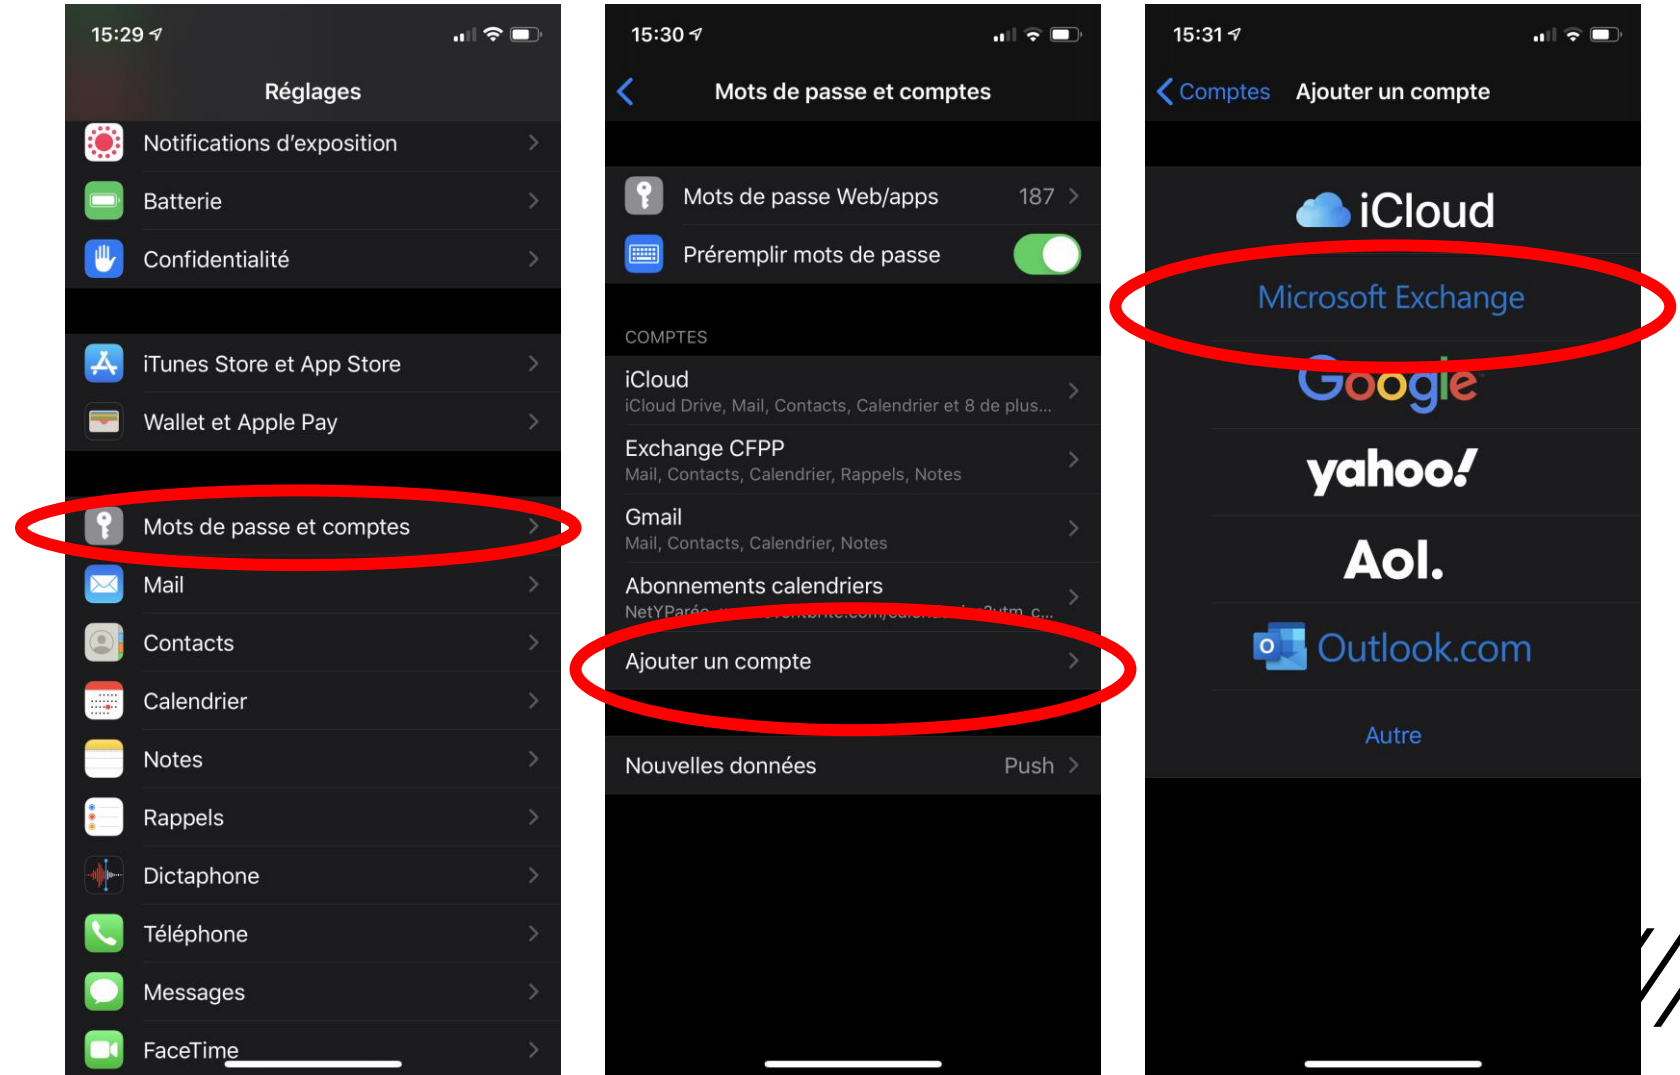 15:29
Réglages
Notifications d'exposition
Batterie
Confidentialité
iTunes Store et App Store
Wallet et Apple Pay
Mots de passe et comptes
Mail
Contacts
Calendrier
Notes
Rappels
Dictaphone
Téléphone
Messages
FaceTime
15:30
Mots de passe et comptes
Mots de passe Web/apps 187
Préremplir mots de passe
COMPTES
iCloud
iCloud Drive, Mail, Contacts, Calendrier et 8 de plus...
Exchange CFPP
Mail, Contacts, Calendrier, Rappels, Notes
Gmail
Mail, Contacts, Calendrier, Notes
Abonnements calendriers
Ajouter un compte
Nouvelles données Push
15:31
Comptes Ajouter un compte
iCloud
Microsoft Exchange
Google
yahoo!
Aol.
Outlook.com
Autre